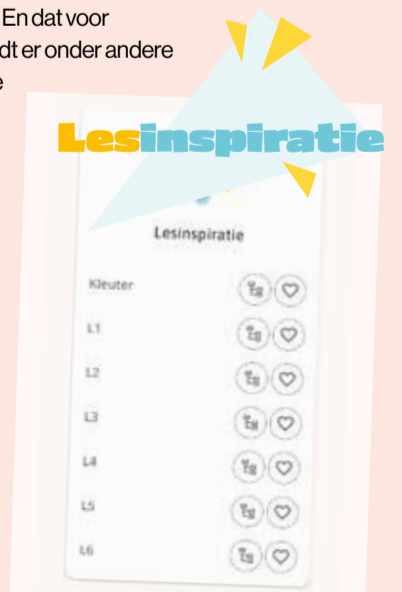 En dat voor
dt er onder andere
e
Lesinspiratie
Lesinspiratie
Kleuter
L1
L2
L3
L4
L5
L6